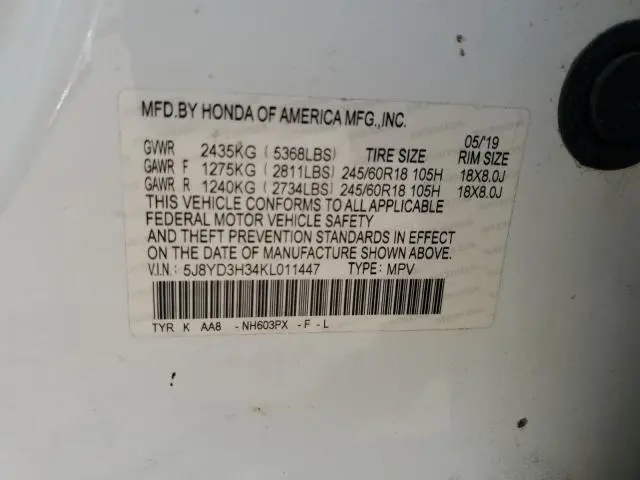 MFD.BY HONDA OF AMERICA MFG.,INC.
05/'19
GVWR 2435KG ( 5368LBS) TIRE SIZE RIM SIZE
GAWR F 1275KG ( 2811LBS) 245/60R18 105H 18X8.0J
GAWR R 1240KG ( 2734LBS) 245/60R18 105H 18X8.0J
THIS VEHICLE CONFORMS TO ALL APPLICABLE
FEDERAL MOTOR VEHICLE SAFETY
AND THEFT PREVENTION STANDARDS IN EFFECT
ON THE DATE OF MANUFACTURE SHOWN ABOVE.
V.I.N.: 5J8YD3H34KL011447 TYPE: MPV
TYR K AA8 -NH603PX -F -L